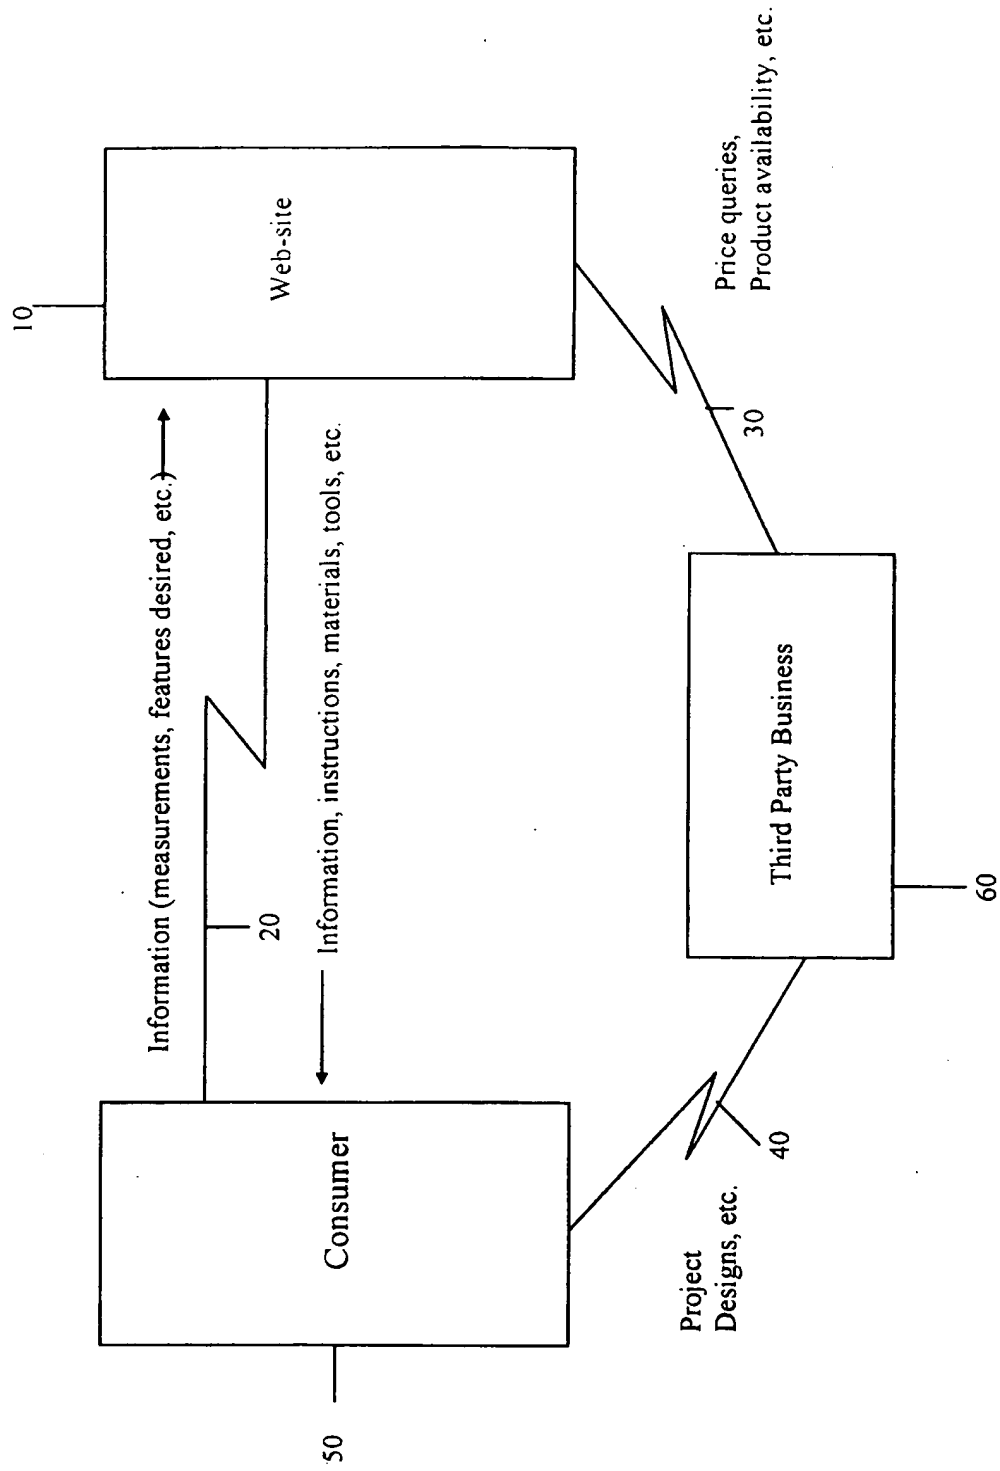 10
Web-site
Information (measurements, features desired, etc.)
20
Information, instructions, materials, tools, etc.
Consumer
50
Price queries,
Product availability, etc.
30
Third Party Business
60
40
Project
Designs, etc.